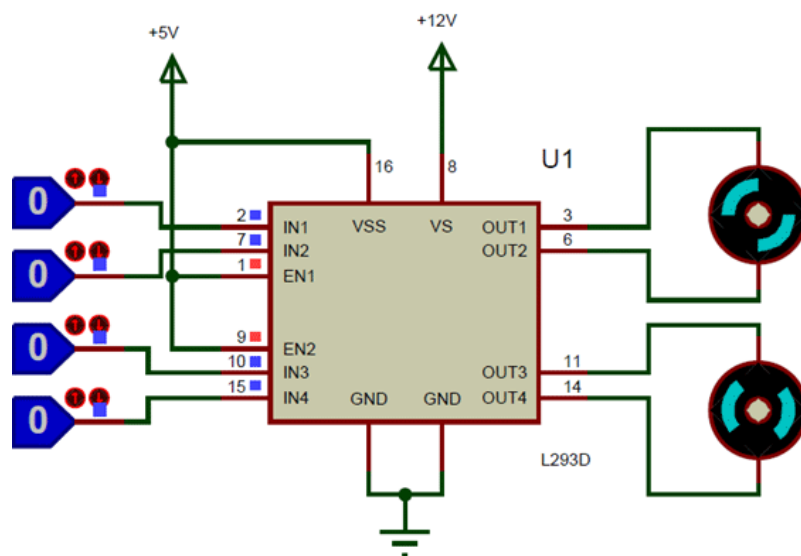 +5V
+12V
16
8
U1
0
2
IN1
VSS
VS
OUT1
3
7
IN2
OUT2
6
0
1
EN1
0
9
EN2
10
IN3
OUT3
11
0
15
IN4
GND
GND
OUT4
14
L293D